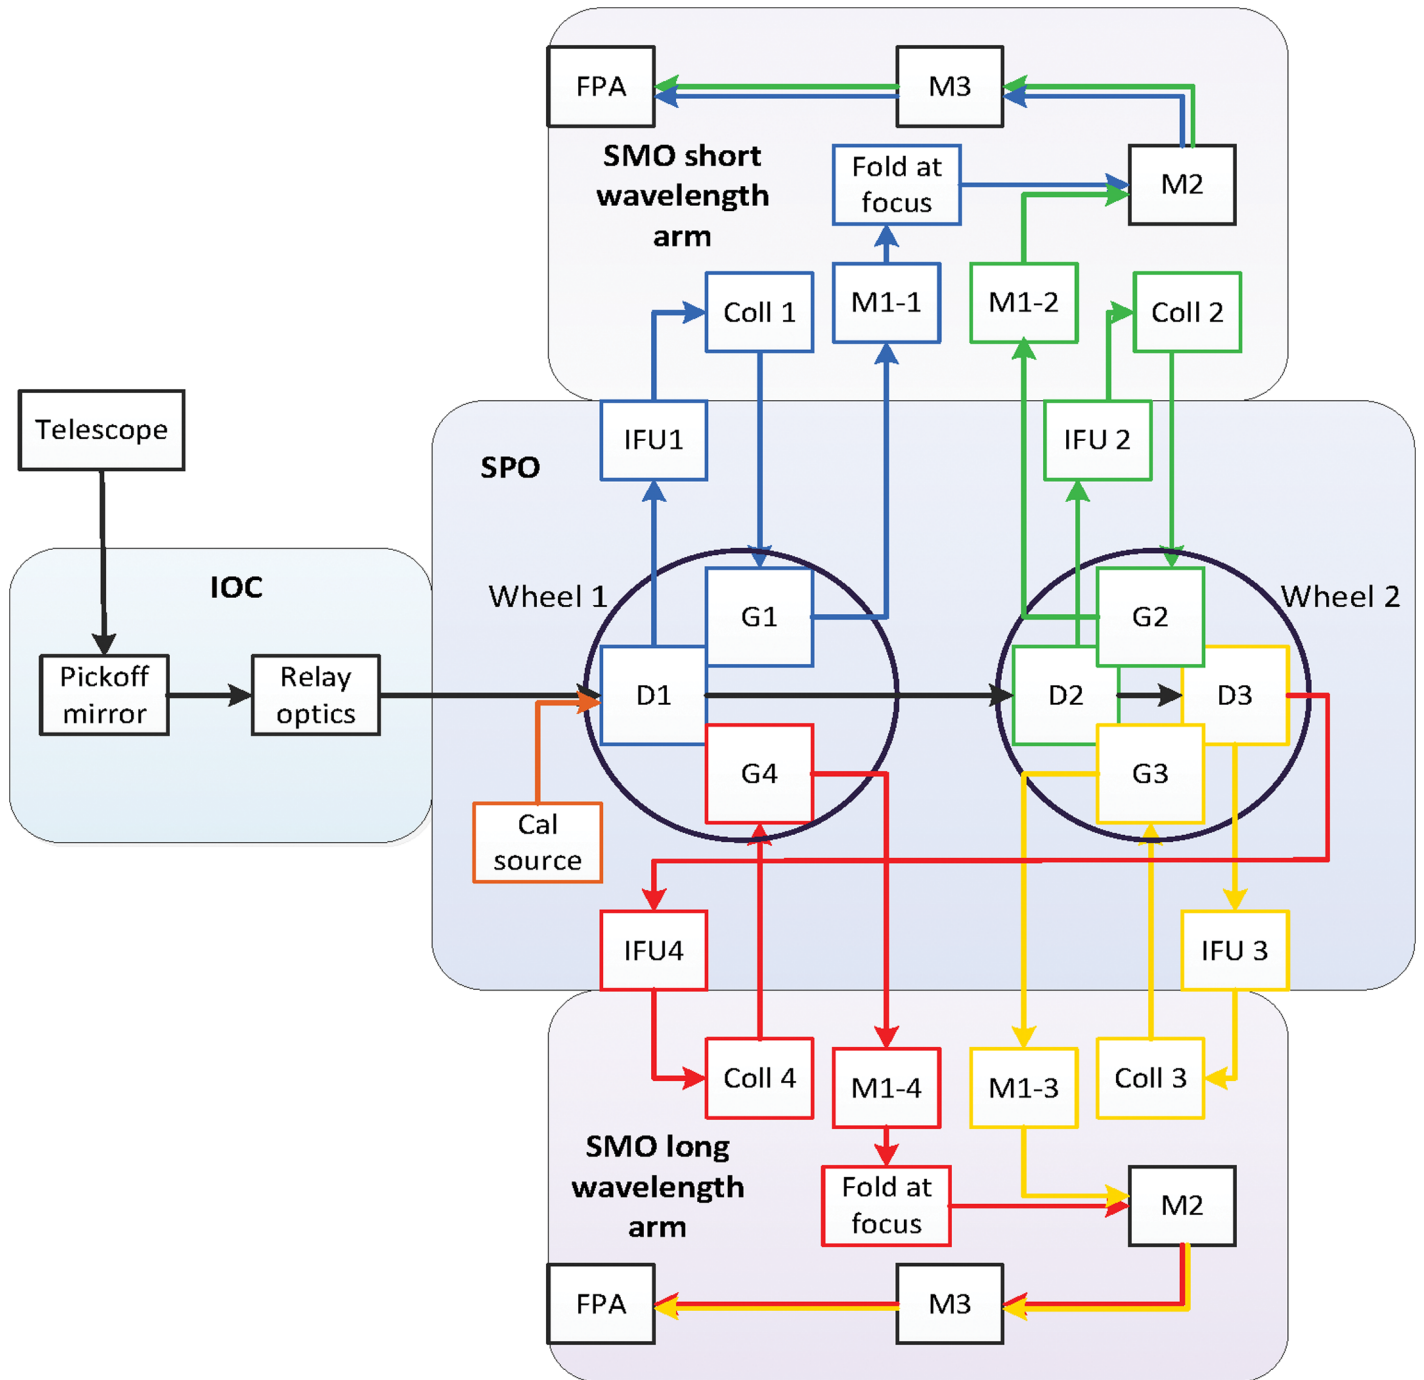 FPA
M3
SMO short
wavelength
arm
Fold at
focus
M2
Coll 1
M1-1
M1-2
Coll 2
Telescope
IFU1
IFU 2
SPO
IOC
Wheel 1
G1
G2
Wheel 2
Pickoff
mirror
Relay
optics
D1
D2
D3
G4
G3
Cal
source
IFU4
IFU 3
Coll 4
M1-4
M1-3
Coll 3
SMO long
wavelength
arm
Fold at
focus
M2
FPA
M3